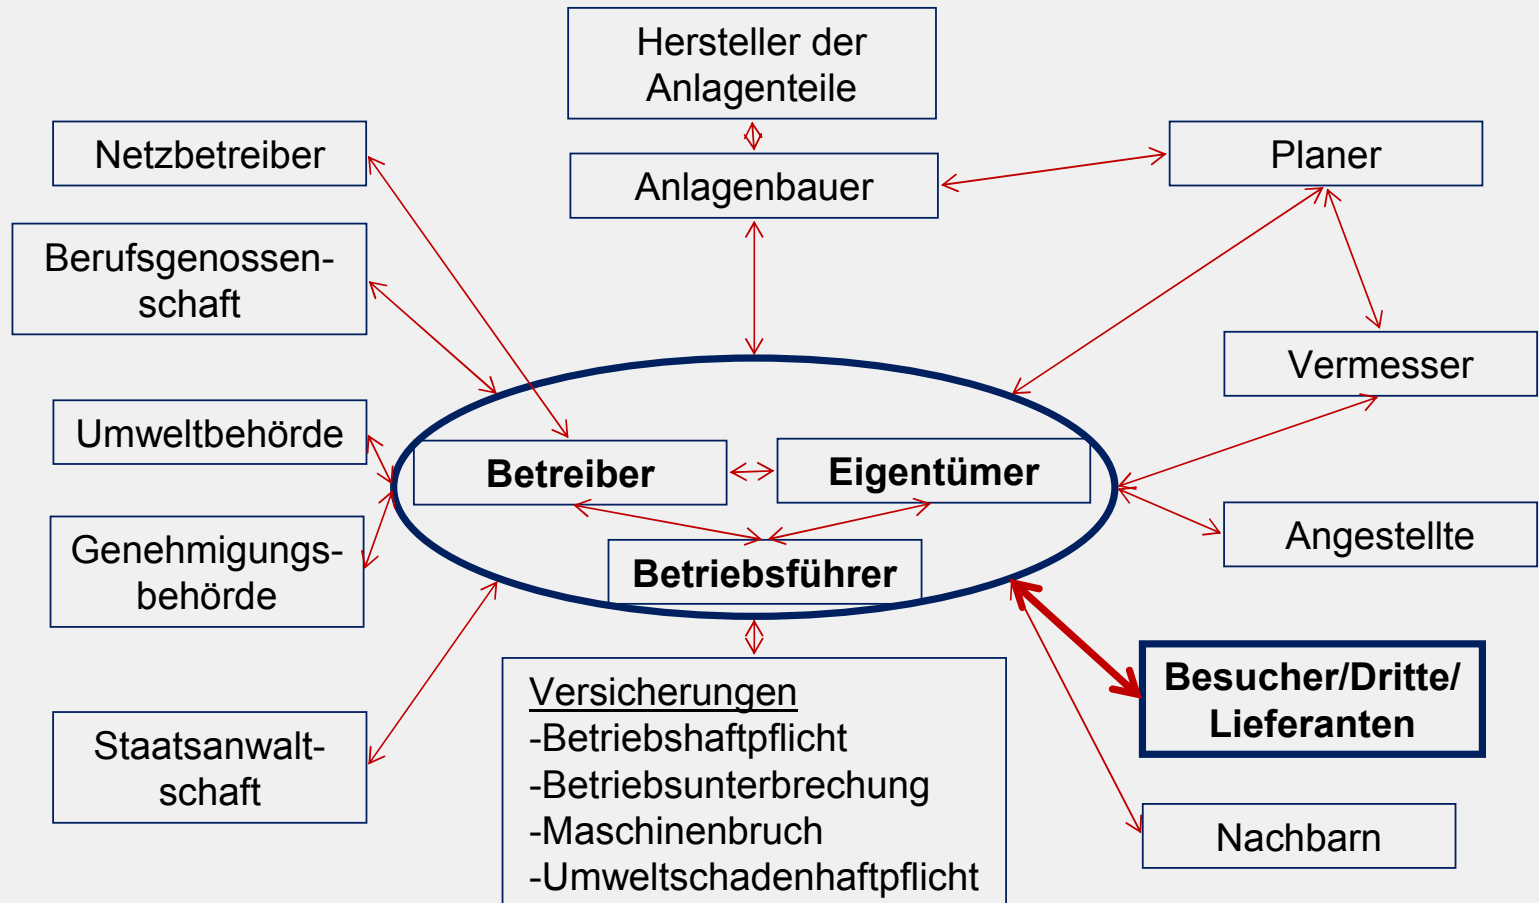 Hersteller der
Anlagenteile
Netzbetreiber
Anlagenbauer
Planer
Berufsgenossen-
schaft
Vermesser
Umweltbehörde
Betreiber
Eigentümer
Genehmigungs-
behörde
Betriebsführer
Angestellte
Staatsanwalt-
schaft
Versicherungen
-Betriebshaftpflicht
-Betriebsunterbrechung
-Maschinenbruch
-Umweltschadenhaftpflicht
Besucher/Dritte/
Lieferanten
Nachbarn